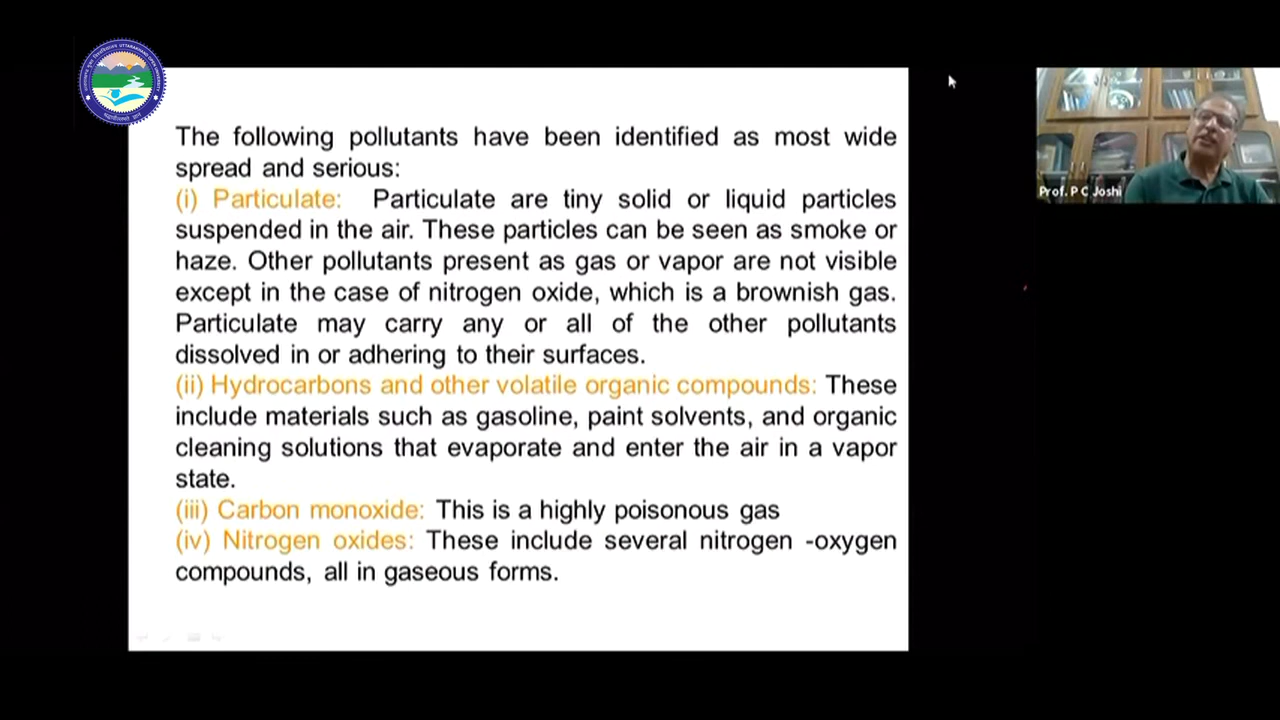 The following pollutants have been identified as most wide
spread and serious:
(i) Particulate: Particulate are tiny solid or liquid particles
suspended in the air. These particles can be seen as smoke or
haze. Other pollutants present as gas or vapor are not visible
except in the case of nitrogen oxide, which is a brownish gas.
Particulate may carry any or all of the other pollutants
dissolved in or adhering to their surfaces.
(ii) Hydrocarbons and other volatile organic compounds: These
include materials such as gasoline, paint solvents, and organic
cleaning solutions that evaporate and enter the air in a vapor
state.
(iii) Carbon monoxide: This is a highly poisonous gas
(iv) Nitrogen oxides: These include several nitrogen -oxygen
compounds, all in gaseous forms.
Prof. P C Joshi